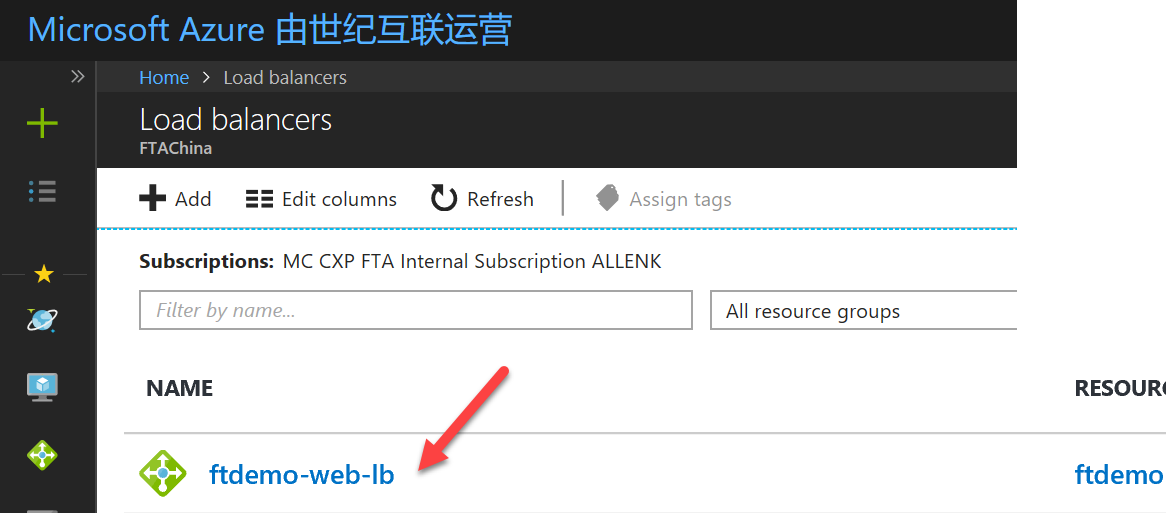 Microsoft Azure 由世纪互联运营
Home > Load balancers
Load balancers
FTAChina
Add Edit columns Refresh Assign tags
Subscriptions: MC CXP FTA Internal Subscription ALLENK
Filter by name... All resource groups
NAME RESOURC
ftdemo-web-lb ftdemo